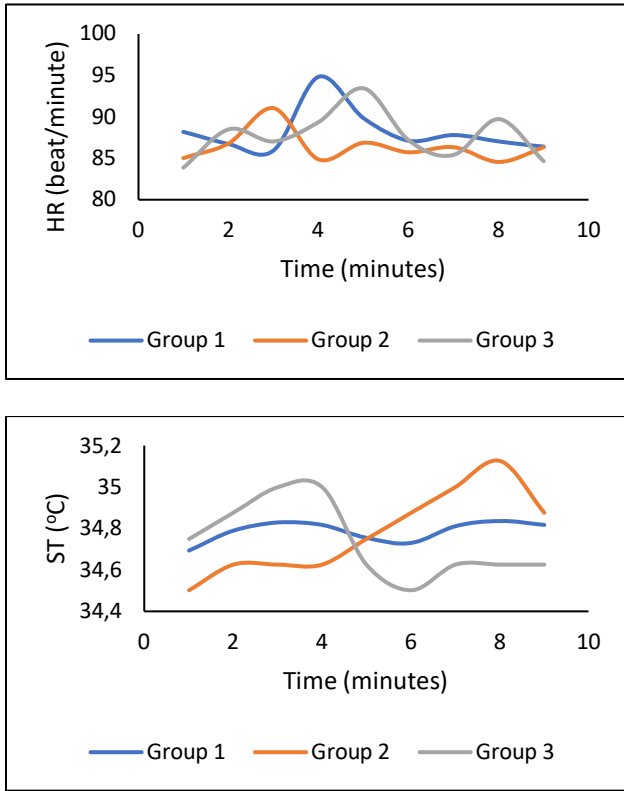 100
95
90
85
80
HR (beat/minute)
0 2 4 6 8 10
Time (minutes)
Group 1 Group 2 Group 3
35,2
35
34,8
34,6
34,4
ST (ºC)
0 2 4 6 8 10
Time (minutes)
Group 1 Group 2 Group 3